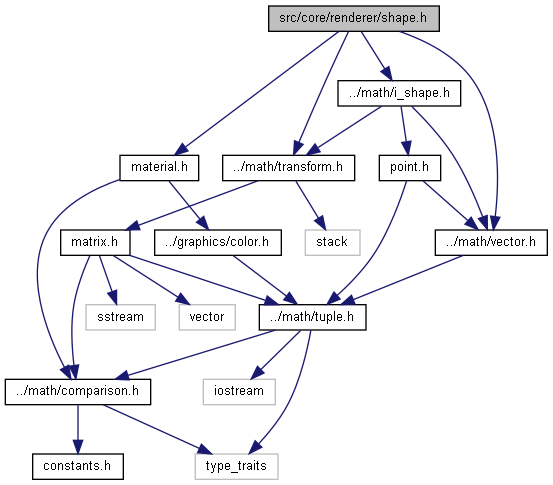 src/core/renderer/shape.h
../math/i_shape.h
material.h
../math/transform.h
point.h
matrix.h
../graphics/color.h
stack
../math/vector.h
sstream
vector
../math/tuple.h
../math/comparison.h
iostream
constants.h
type_traits